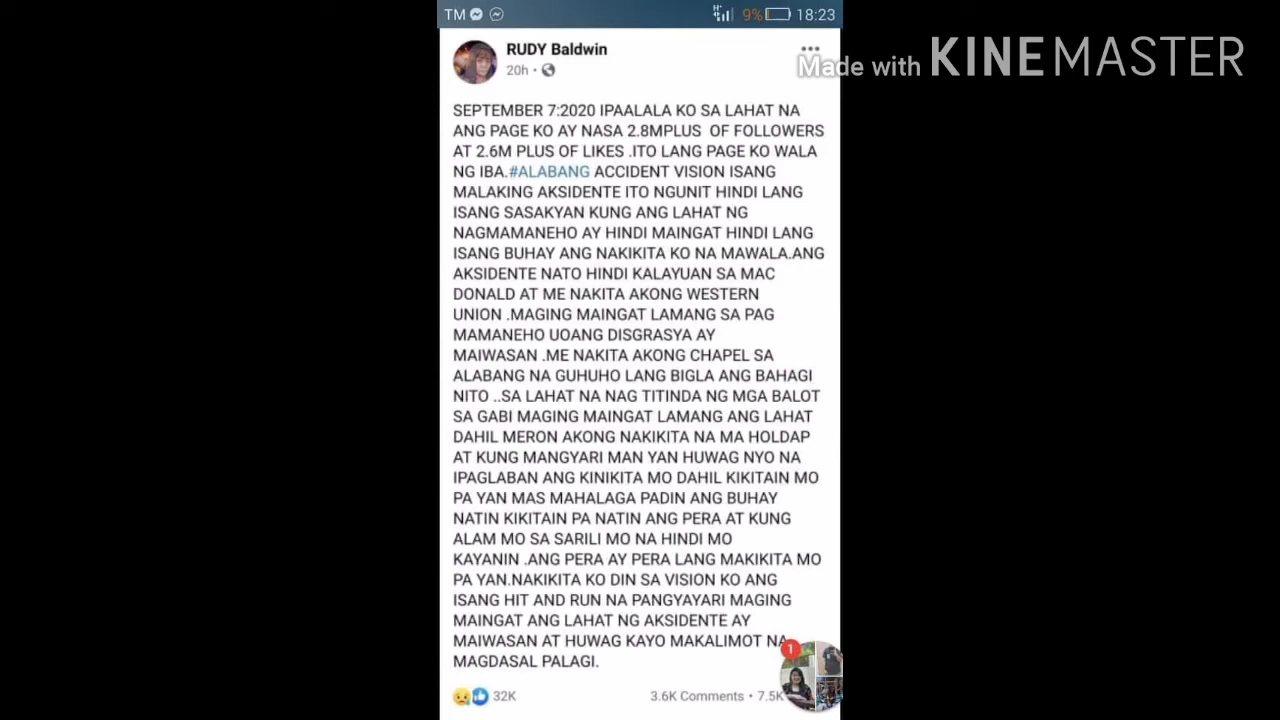 TM 9% 18:23
RUDY Baldwin
20h
Made with KINEMASTER
SEPTEMBER 7:2020 IPAALALA KO SA LAHAT NA
ANG PAGE KO AY NASA 2.8MPLUS OF FOLLOWERS
AT 2.6M PLUS OF LIKES .ITO LANG PAGE KO WALA
NG IBA.#ALABANG ACCIDENT VISION ISANG
MALAKING AKSIDENTE ITO NGUNIT HINDI LANG
ISANG SASAKYAN KUNG ANG LAHAT NG
NAGMAMANEHO AY HINDI MAINGAT HINDI LANG
ISANG BUHAY ANG NAKIKITA KO NA MAWALA.ANG
AKSIDENTE NATO HINDI KALAYUAN SA MAC
DONALD AT ME NAKITA AKONG WESTERN
UNION .MAGING MAINGAT LAMANG SA PAG
MAMANEHO UOANG DISGRASYA AY
MAIWASAN .ME NAKITA AKONG CHAPEL SA
ALABANG NA GUHUHO LANG BIGLA ANG BAHAGI
NITO ..SA LAHAT NA NAG TITINDA NG MGA BALOT
SA GABI MAGING MAINGAT LAMANG ANG LAHAT
DAHIL MERON AKONG NAKIKITA NA MA HOLDAP
AT KUNG MANGYARI MAN YAN HUWAG NYO NA
IPAGLABAN ANG KINIKITA MO DAHIL KIKITAIN MO
PA YAN MAS MAHALAGA PADIN ANG BUHAY
NATIN KIKITAIN PA NATIN ANG PERA AT KUNG
ALAM MO SA SARILI MO NA HINDI MO
KAYANIN .ANG PERA AY PERA LANG MAKIKITA MO
PA YAN.NAKIKITA KO DIN SA VISION KO ANG
ISANG HIT AND RUN NA PANGYAYARI MAGING
MAINGAT ANG LAHAT NG AKSIDENTE AY
MAIWASAN AT HUWAG KAYO MAKALIMOT NA
MAGDASAL PALAGI.
1
32K 3.6K Comments • 7.5K